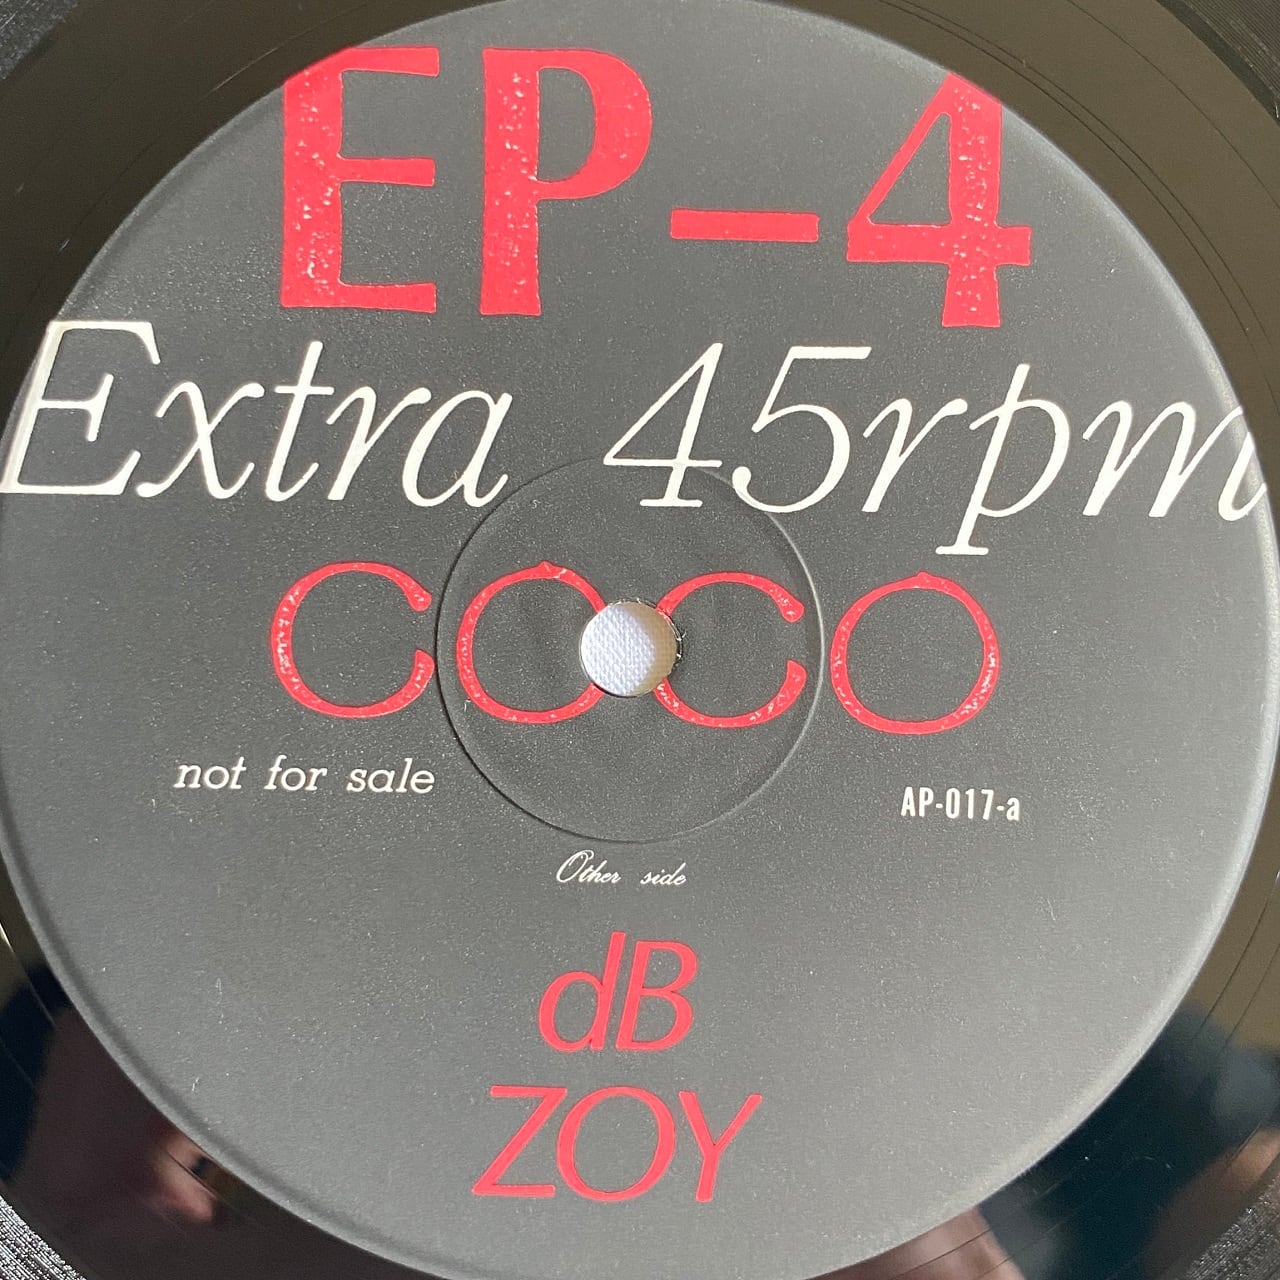 EP-4
Extra 45rpm
COCO
not for sale
AP-017-a
Other side
dB
ZOY